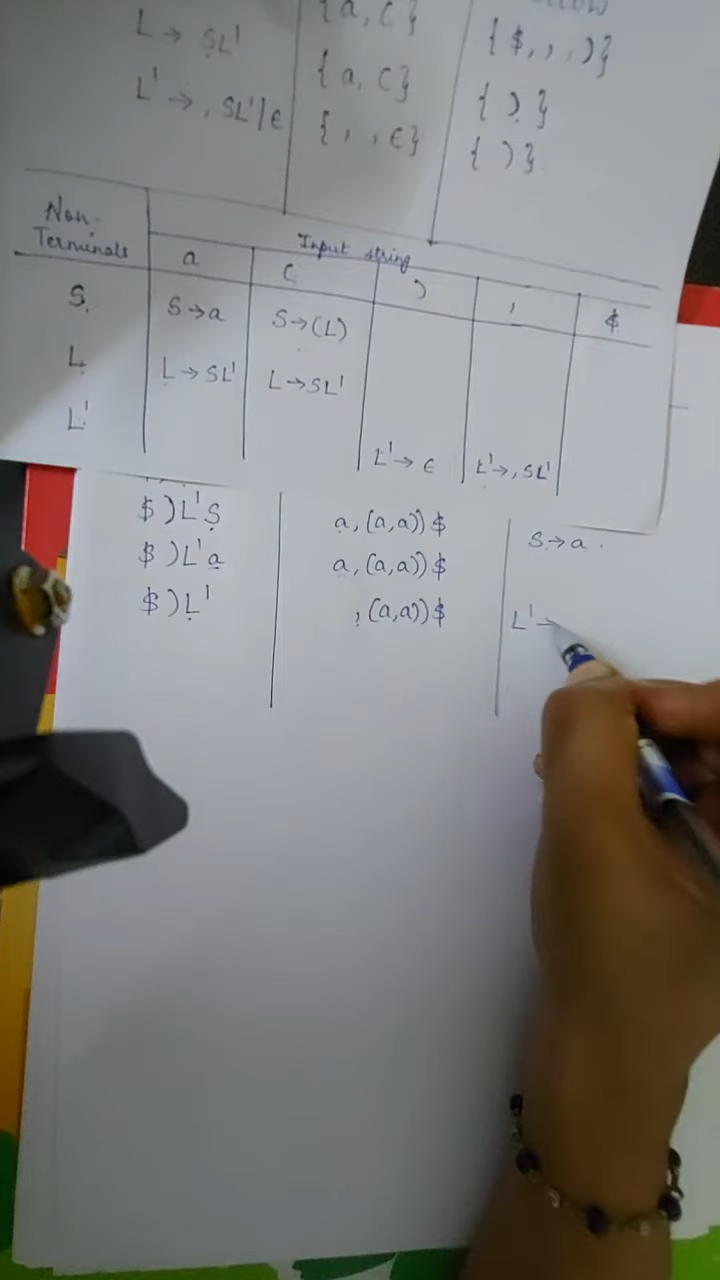 {a, (}
L → SL' {a, (} { $, , , ) }
L' → , SL' / ε { , , ε } { ) }
{ ) }
Non-Terminals Input string
a ( ) , $
S S → a S → (L)
L L → SL' L → SL'
L' L' → ε L' → , SL'
$ ) L' S a, (a,a)) $ S → a .
$ ) L' a a, (a,a)) $
$ ) L' , (a,a)) $ L' →